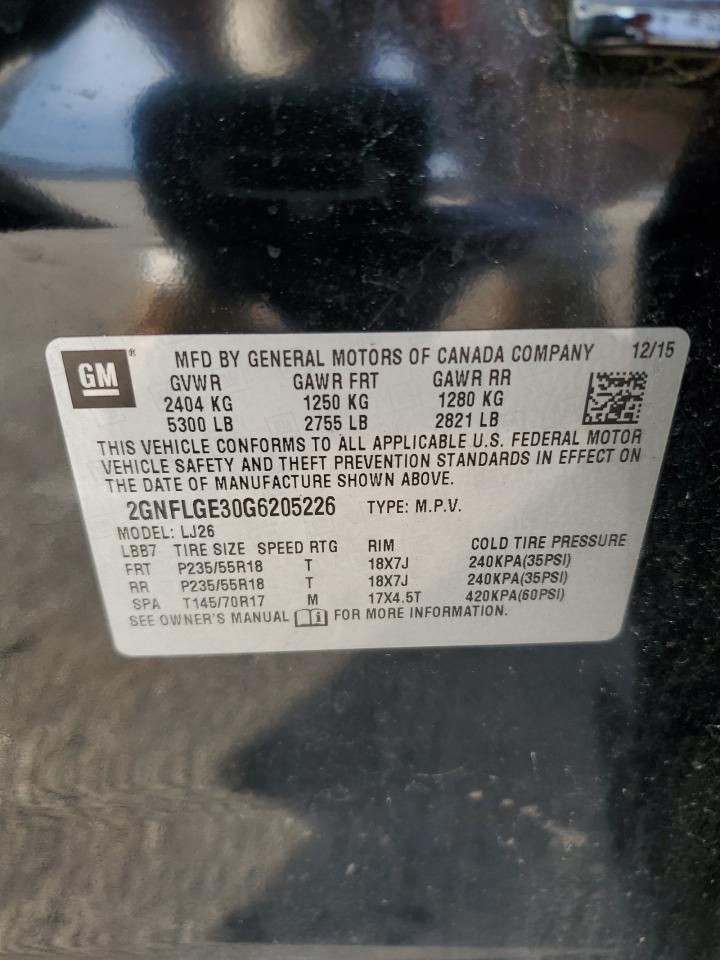 GM ® MFD BY GENERAL MOTORS OF CANADA COMPANY 12/15
GVWR GAWR FRT GAWR RR
2404 KG 1250 KG 1280 KG
5300 LB 2755 LB 2821 LB
THIS VEHICLE CONFORMS TO ALL APPLICABLE U.S. FEDERAL MOTOR
VEHICLE SAFETY AND THEFT PREVENTION STANDARDS IN EFFECT ON
THE DATE OF MANUFACTURE SHOWN ABOVE.
2GNFLGE30G6205226 TYPE: M.P.V.
MODEL: LJ26
LBB7 TIRE SIZE SPEED RTG RIM COLD TIRE PRESSURE
FRT P235/55R18 T 18X7J 240KPA(35PSI)
RR P235/55R18 T 18X7J 240KPA(35PSI)
SPA T145/70R17 M 17X4.5T 420KPA(60PSI)
SEE OWNER'S MANUAL FOR MORE INFORMATION.